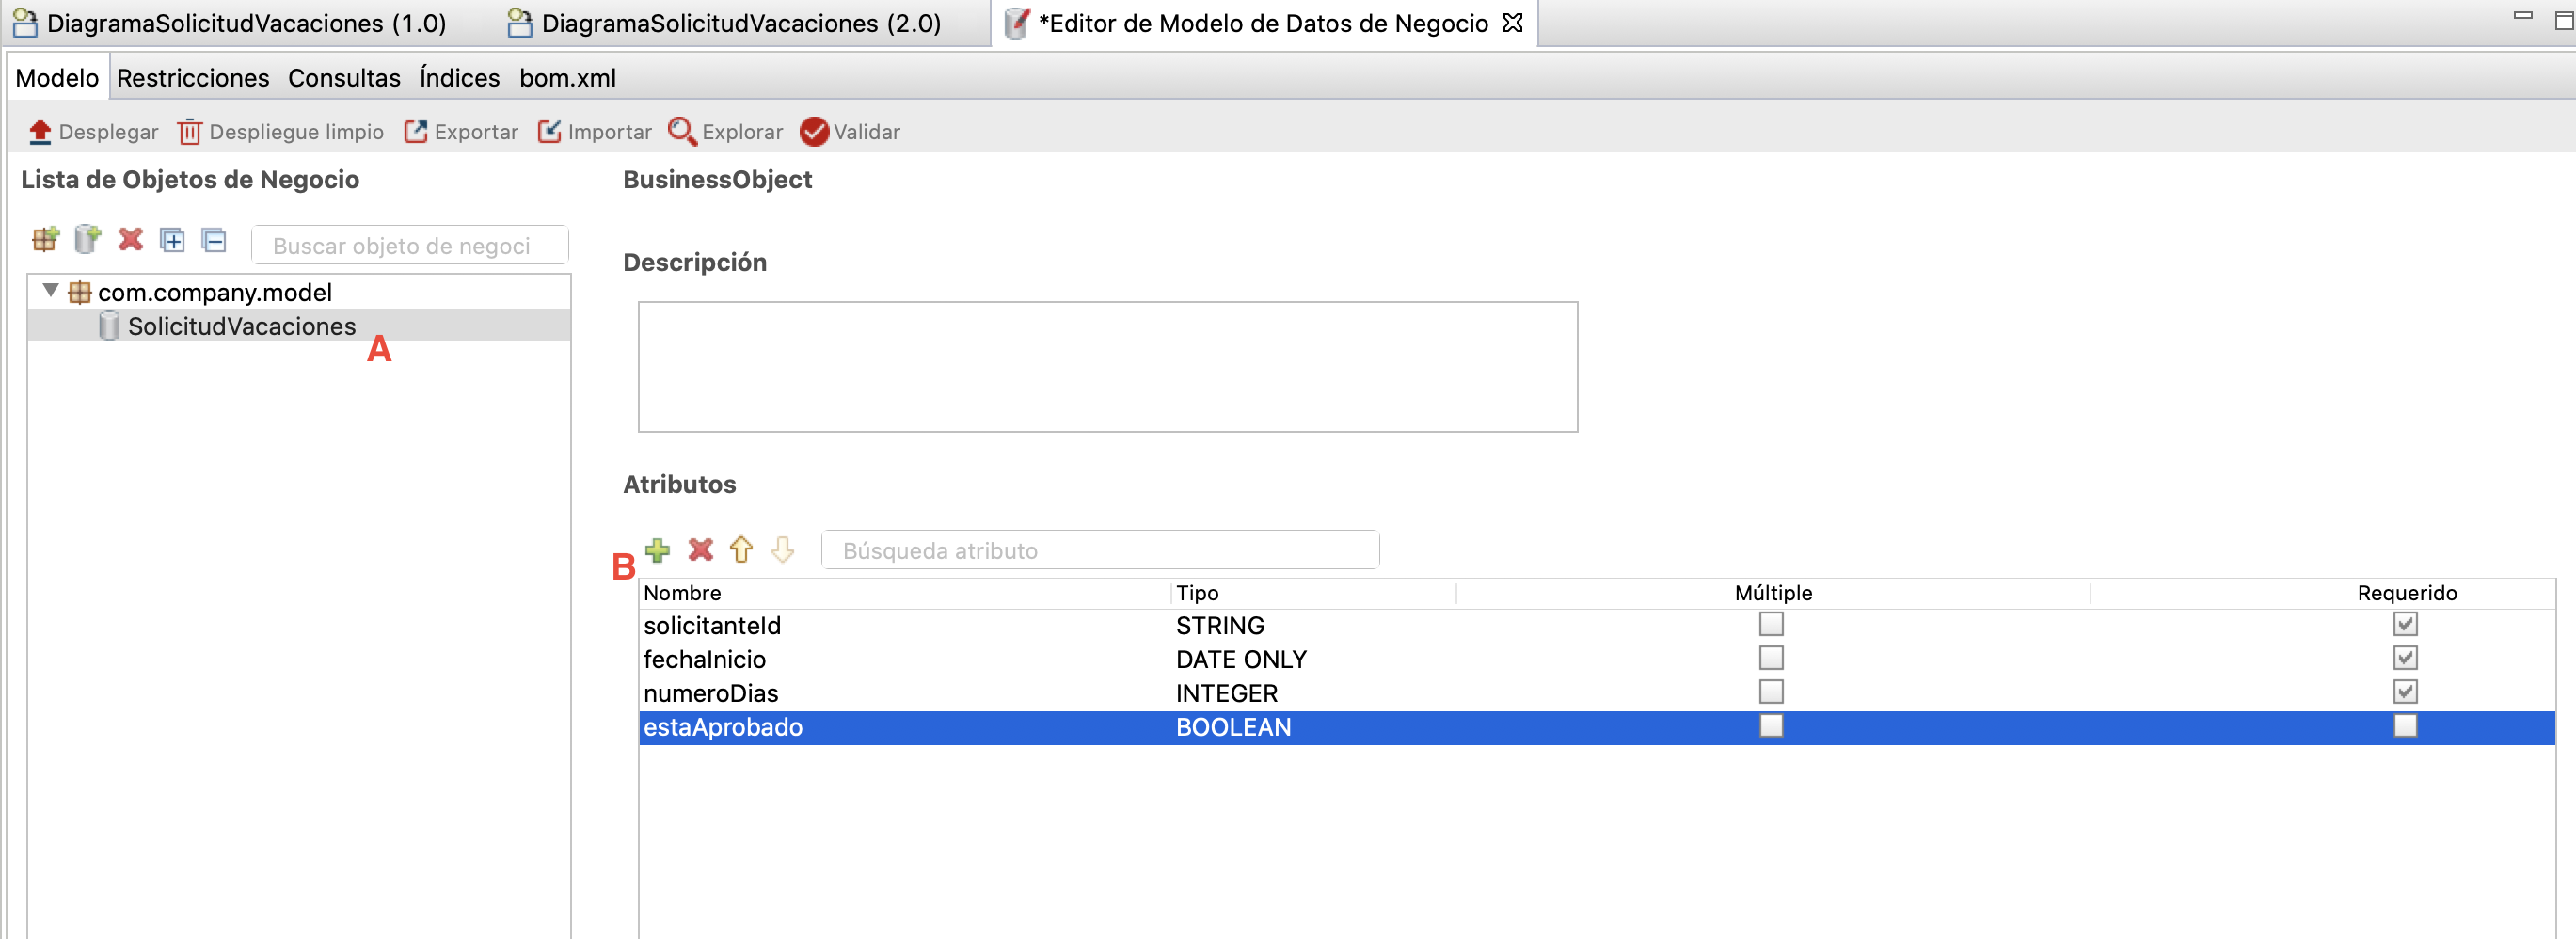 DiagramaSolicitudVacaciones (1.0) DiagramaSolicitudVacaciones (2.0) *Editor de Modelo de Datos de Negocio
Modelo Restricciones Consultas Índices bom.xml
Desplegar Despliegue limpio Exportar Importar Explorar Validar
Lista de Objetos de Negocio
Buscar objeto de negoci
com.company.model
SolicitudVacaciones
A
BusinessObject
Descripción
Atributos
B
Búsqueda atributo
Nombre Tipo Múltiple Requerido
solicitanteId STRING
fechaInicio DATE ONLY
numeroDias INTEGER
estaAprobado BOOLEAN